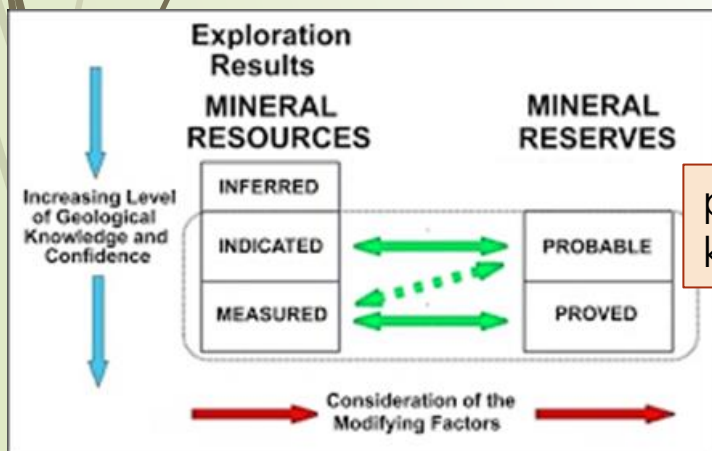 Exploration
Results
MINERAL
RESOURCES
MINERAL
RESERVES
Increasing Level
of Geological
Knowledge and
Confidence
INFERRED
INDICATED
MEASURED
PROBABLE
PROVED
Consideration of the
Modifying Factors